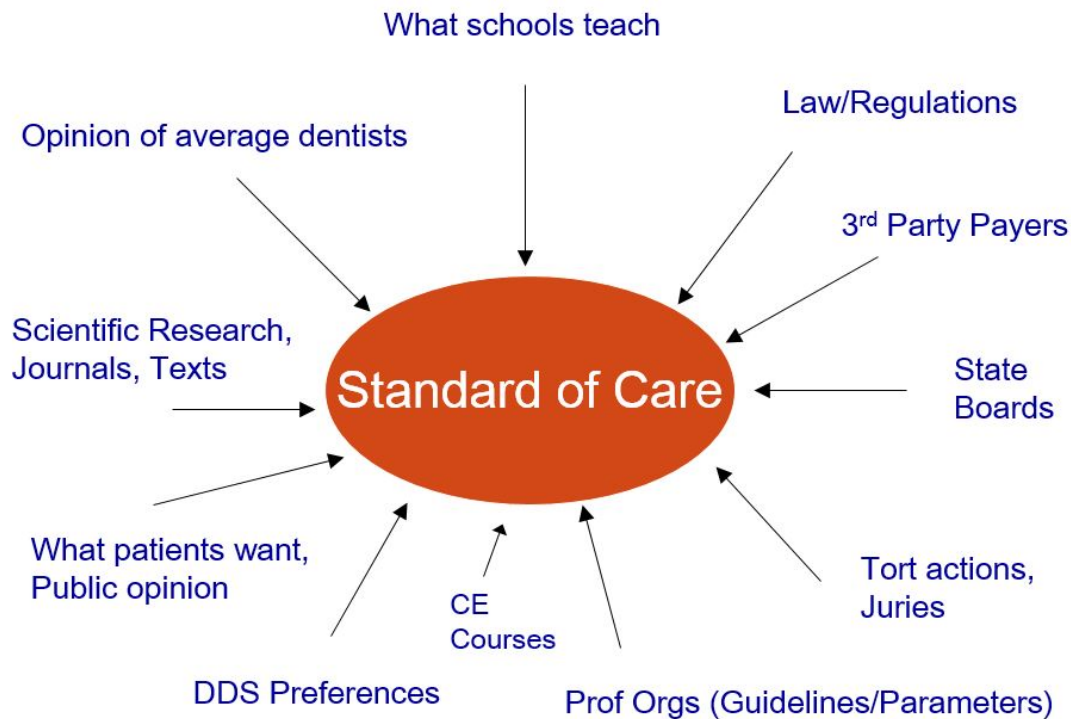 What schools teach
Law/Regulations
Opinion of average dentists
3rd Party Payers
Scientific Research,
Journals, Texts
Standard of Care
State
Boards
What patients want,
Public opinion
Tort actions,
Juries
CE
Courses
DDS Preferences
Prof Orgs (Guidelines/Parameters)